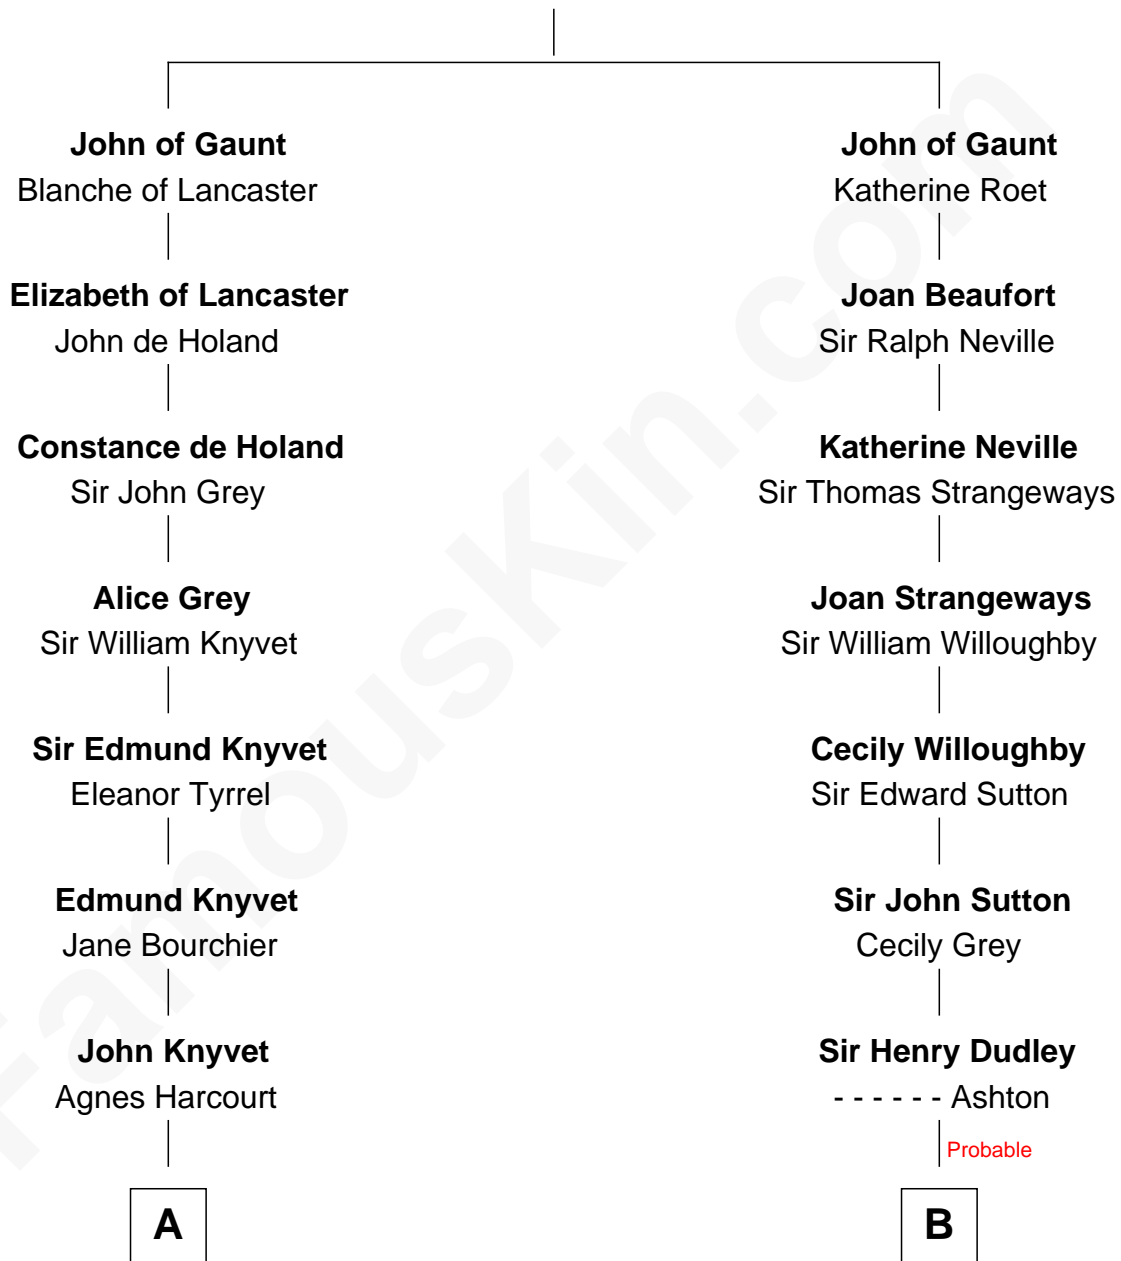 John of Gaunt
Blanche of Lancaster
Elizabeth of Lancaster
John de Holand
Constance de Holand
Sir John Grey
Alice Grey
Sir William Knyvet
Sir Edmund Knyvet
Eleanor Tyrrel
Edmund Knyvet
Jane Bourchier
John Knyvet
Agnes Harcourt
A
John of Gaunt
Katherine Roet
Joan Beaufort
Sir Ralph Neville
Katherine Neville
Sir Thomas Strangeways
Joan Strangeways
Sir William Willoughby
Cecily Willoughby
Sir Edward Sutton
Sir John Sutton
Cecily Grey
Sir Henry Dudley
- - - - - - Ashton
Probable
B
FamousKin.com